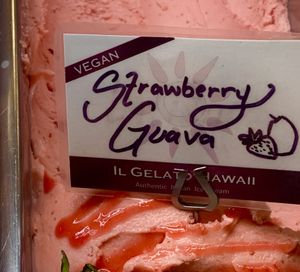 VEGAN
Strawberry
Guava
IL GELATO HAWAII
Authentic Italian Ice Cream